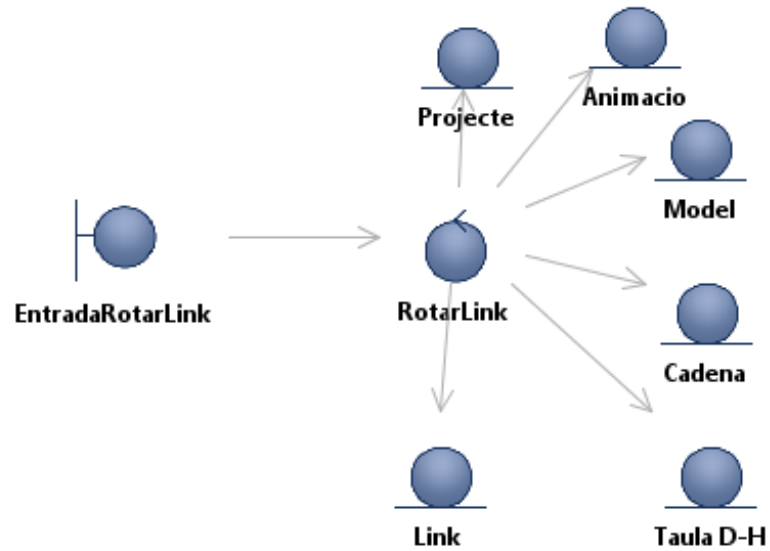 Animacio
Projecte
Model
EntradaRotarLink
RotarLink
Cadena
Link
Taula D-H